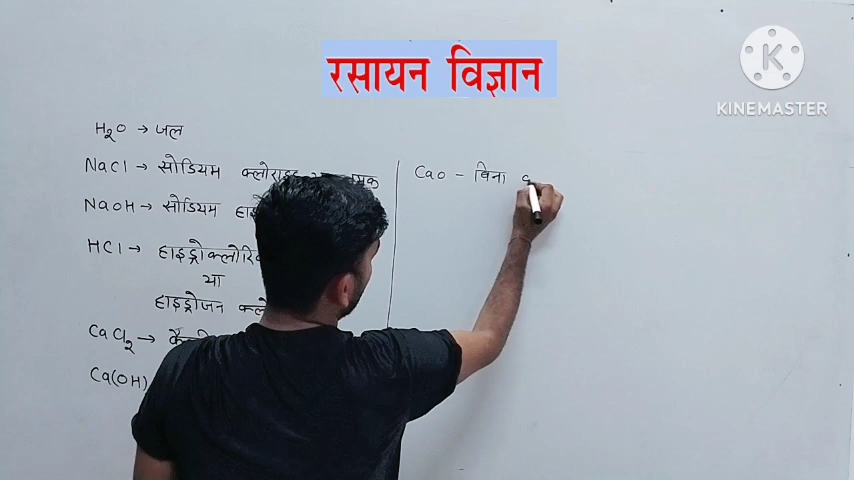 रसायन विज्ञान
KINEMASTER
H₂O → जल
NaCl → सोडियम क्लोराइड
NaOH → सोडियम
HCl → हाइड्रोक्लोरिक
या
हाइड्रोजन
CaCl₂ →
Ca(OH)
CaO - विना